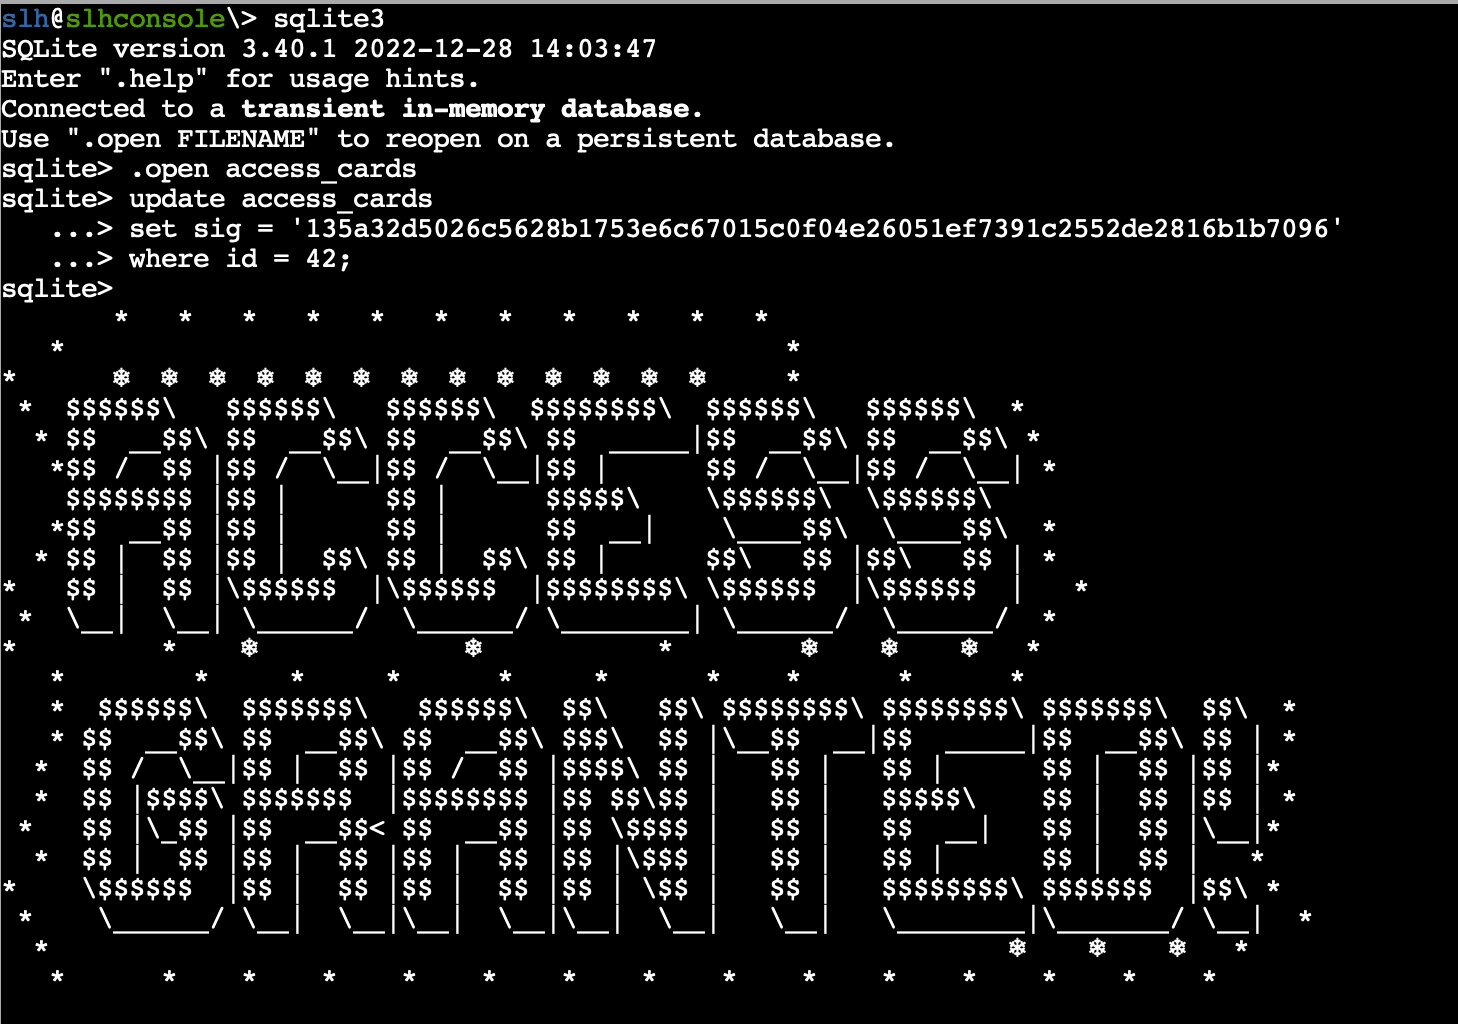 slh@slhconsole\> sqlite3
SQLite version 3.40.1 2022-12-28 14:03:47
Enter ".help" for usage hints.
Connected to a transient in-memory database.
Use ".open FILENAME" to reopen on a persistent database.
sqlite> .open access_cards
sqlite> update access_cards
   ...> set sig = '135a32d5026c5628b1753e6c67015c0f04e26051ef7391c2552de2816b1b7096'
   ...> where id = 42;
sqlite>
ACCESS
GRANTED!